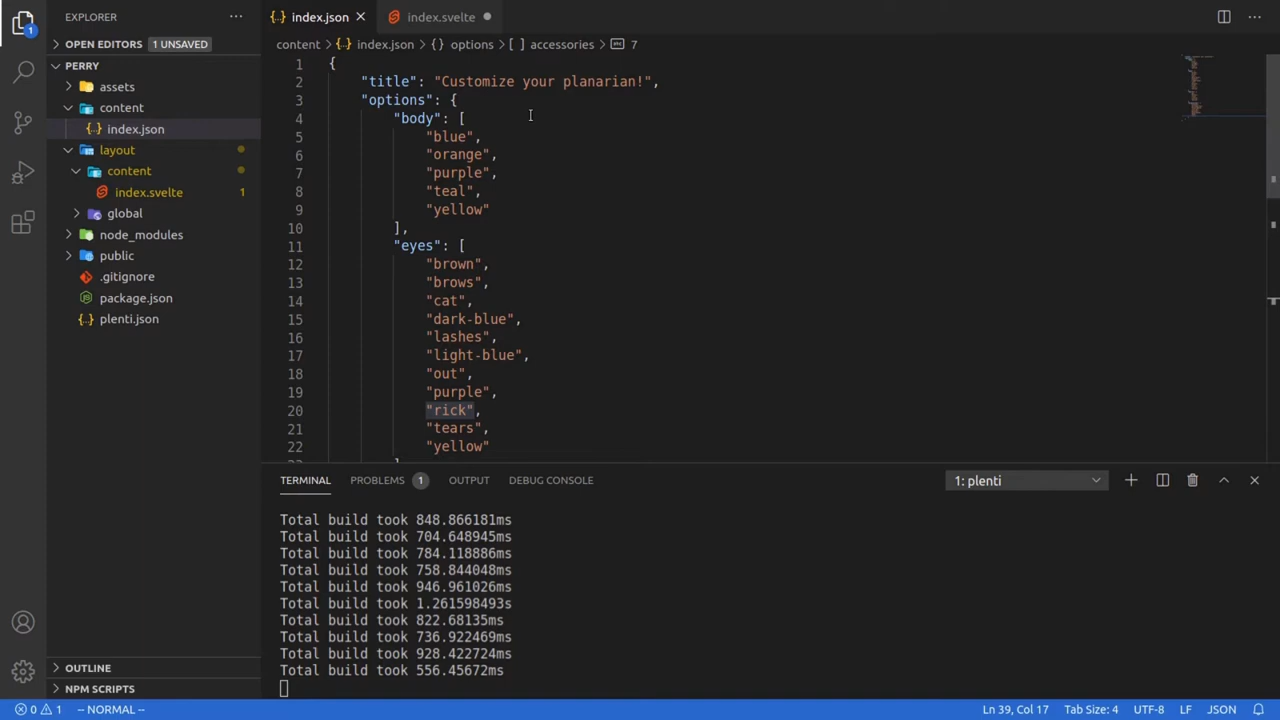 EXPLORER
OPEN EDITORS 1 UNSAVED
PERRY
assets
content
index.json
layout
content
index.svelte 1
global
node_modules
public
.gitignore
package.json
plenti.json
OUTLINE
NPM SCRIPTS
1
index.json
index.svelte
content > index.json > {} options > [ ] accessories > 7
1 {
2 "title": "Customize your planarian!",
3 "options": {
4 "body": [
5 "blue",
6 "orange",
7 "purple",
8 "teal",
9 "yellow"
10 ],
11 "eyes": [
12 "brown",
13 "brows",
14 "cat",
15 "dark-blue",
16 "lashes",
17 "light-blue",
18 "out",
19 "purple",
20 "rick",
21 "tears",
22 "yellow"
TERMINAL PROBLEMS 1 OUTPUT DEBUG CONSOLE 1: plenti
Total build took 848.866181ms
Total build took 704.648945ms
Total build took 784.118886ms
Total build took 758.844048ms
Total build took 946.961026ms
Total build took 1.261598493s
Total build took 822.68135ms
Total build took 736.922469ms
Total build took 928.422724ms
Total build took 556.45672ms
0 1 -- NORMAL -- Ln 39, Col 17 Tab Size: 4 UTF-8 LF JSON